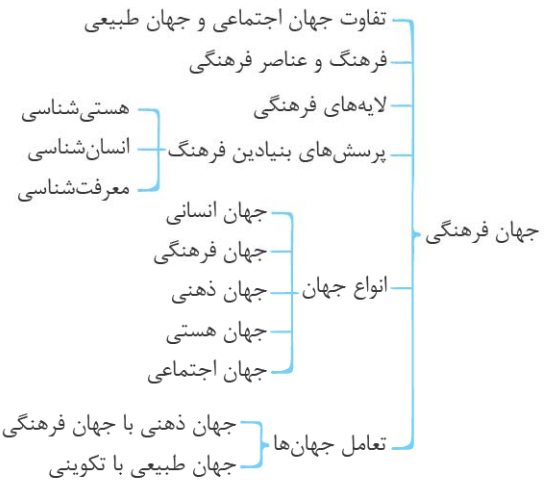 جهان فرهنگی
تفاوت جهان اجتماعی و جهان طبیعی
فرهنگ و عناصر فرهنگی
لایه‌های فرهنگی
پرسش‌های بنیادین فرهنگ
هستی‌شناسی
انسان‌شناسی
معرفت‌شناسی
انواع جهان
جهان انسانی
جهان فرهنگی
جهان ذهنی
جهان هستی
جهان اجتماعی
تعامل جهان‌ها
جهان ذهنی با جهان فرهنگی
جهان طبیعی با تکوینی